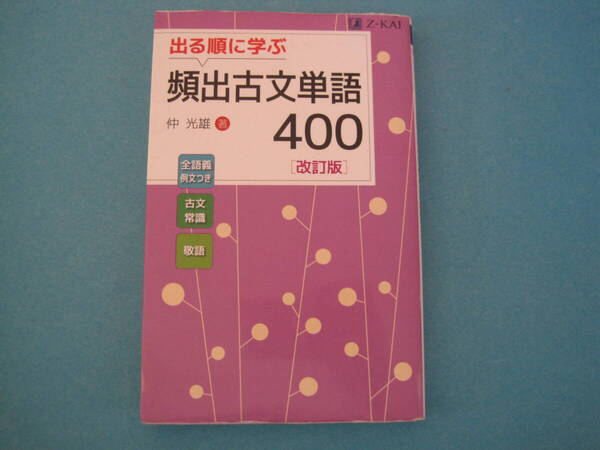 Z-KAI
出る順に学ぶ
頻出古文単語
400
仲 光雄 著
[改訂版]
全語義
例文つき
古文
常識
敬語